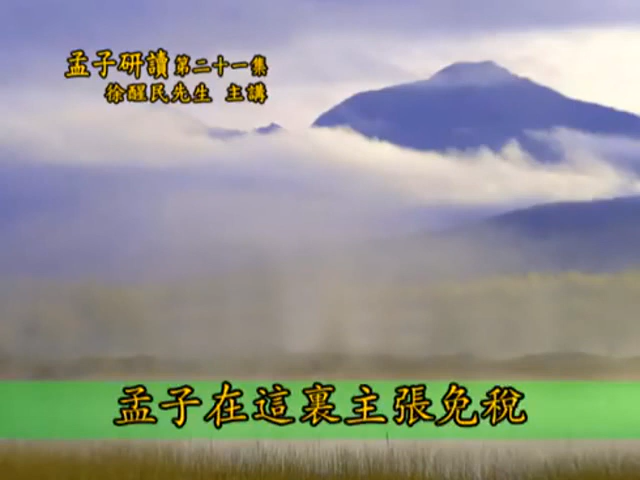 孟子研讀 第二十一集
徐醒民先生 主講
孟子在這裏主張免稅